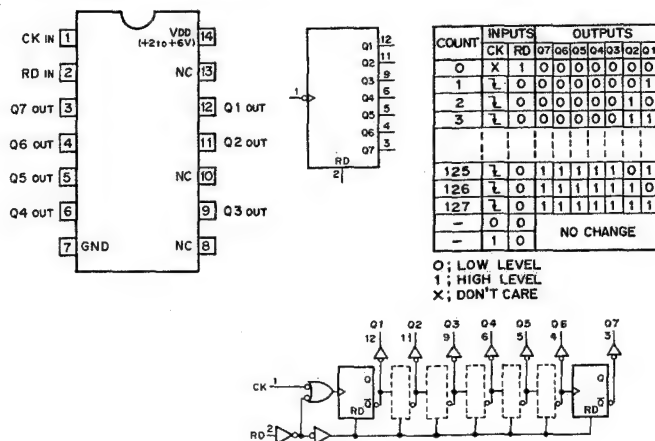 CK IN 1
RD IN 2
Q7 OUT 3
Q6 OUT 4
Q5 OUT 5
Q4 OUT 6
7 GND
VDD 14
(+2 TO +6V)
NC 13
12 Q1 OUT
11 Q2 OUT
NC 10
9 Q3 OUT
NC 8
1
Q1 12
Q2 11
Q3 9
Q4 6
Q5 5
Q6 4
Q7 3
RD
2
COUNT INPUTS OUTPUTS
CK RD Q7 Q6 Q5 Q4 Q3 Q2 Q1
0 X 1 0 0 0 0 0 0 0
1 0 0 0 0 0 0 0 1
2 0 0 0 0 0 0 1 0
3 0 0 0 0 0 0 1 1
125 0 1 1 1 1 1 0 1
126 0 1 1 1 1 1 1 0
127 0 1 1 1 1 1 1 1
– 0 0 NO CHANGE
– 1 0
0; LOW LEVEL
1; HIGH LEVEL
X; DON'T CARE
Q1 Q2 Q3 Q4 Q5 Q6 Q7
12 11 9 6 5 4 3
CK 1
Q
Q̅
RD
Q
Q̅
RD
RD 2